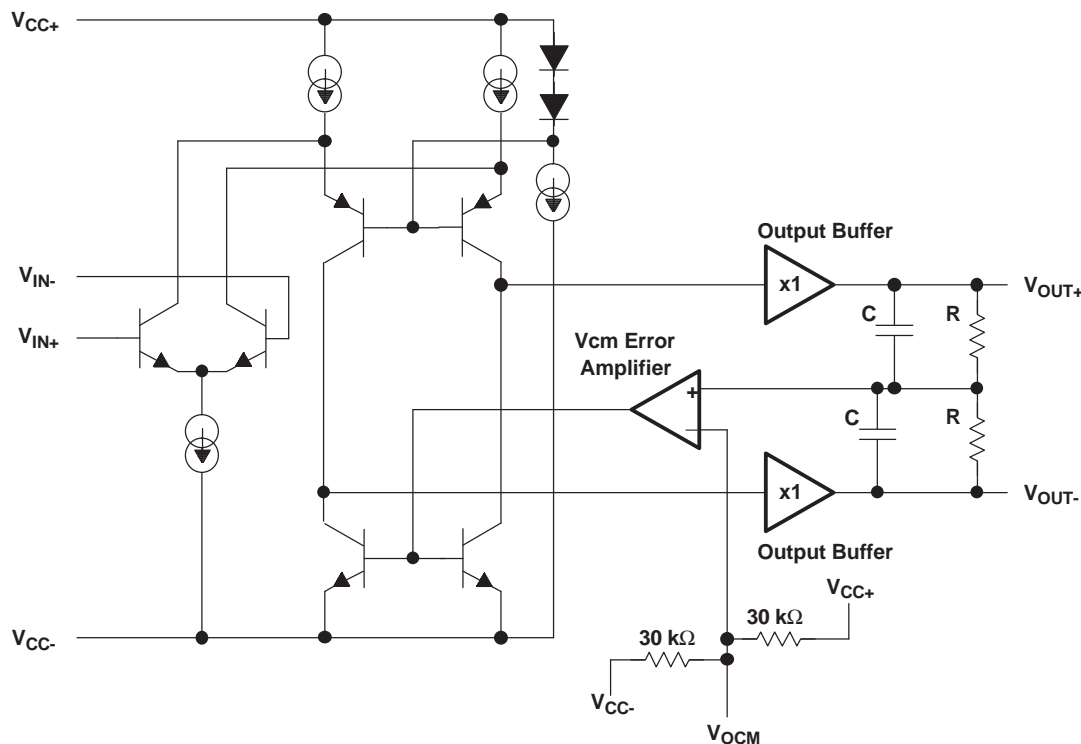 VCC+
Output Buffer
VIN-
x1
VOUT+
C
R
VIN+
Vcm Error
Amplifier
+
C
R
_
x1
VOUT-
Output Buffer
VCC+
30 kΩ
VCC-
30 kΩ
VCC-
VOCM